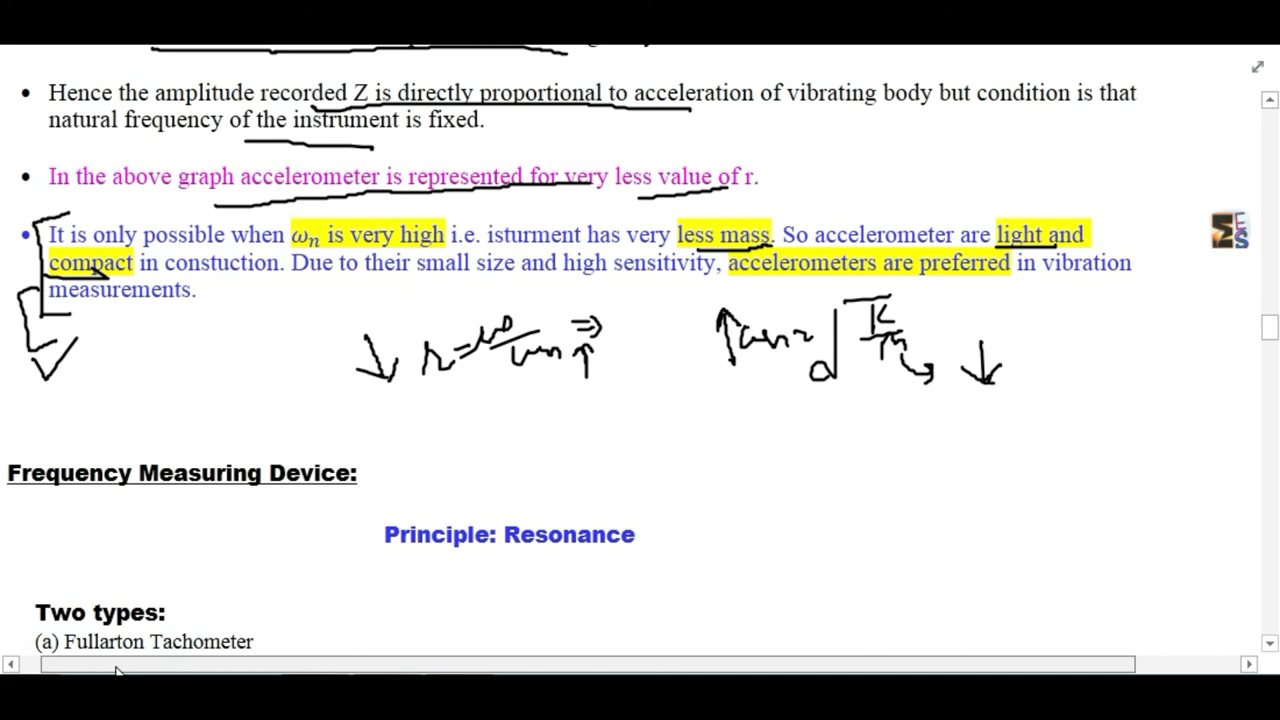 • Hence the amplitude recorded Z is directly proportional to acceleration of vibrating body but condition is that
natural frequency of the instrument is fixed.
• In the above graph accelerometer is represented for very less value of r.
• It is only possible when ωn is very high i.e. isturment has very less mass. So accelerometer are light and
compact in constuction. Due to their small size and high sensitivity, accelerometers are preferred in vibration
measurements.
↓ r = ω/ωn ⇒ ↑ ↑ωn = √K/m → ↓
Frequency Measuring Device:
Principle: Resonance
Two types:
(a) Fullarton Tachometer
MES